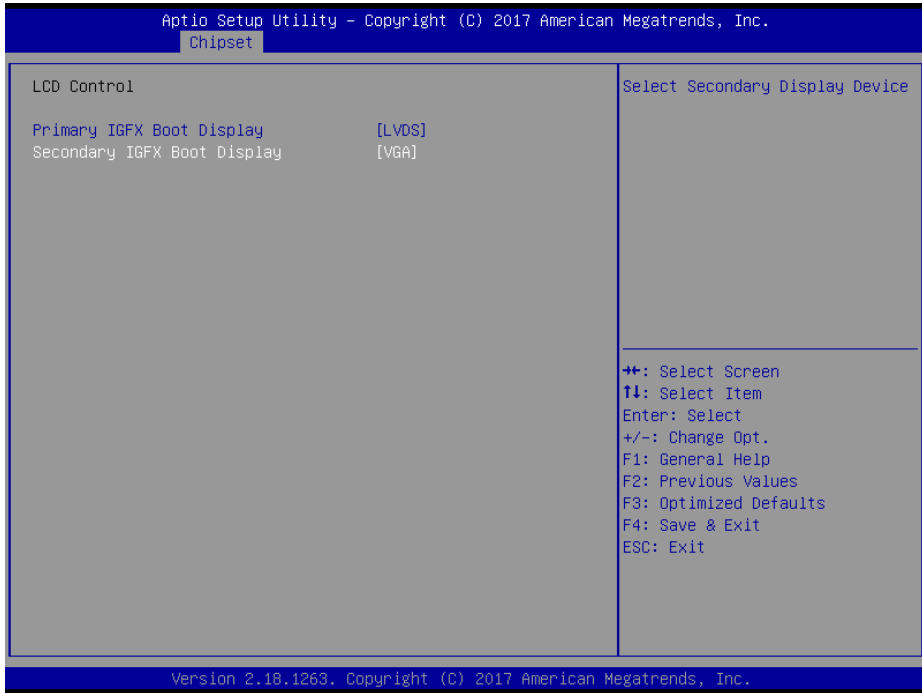 Aptio Setup Utility – Copyright (C) 2017 American Megatrends, Inc.
Chipset
LCD Control
Primary IGFX Boot Display [LVDS]
Secondary IGFX Boot Display [VGA]
Select Secondary Display Device
→←: Select Screen
↑↓: Select Item
Enter: Select
+/-: Change Opt.
F1: General Help
F2: Previous Values
F3: Optimized Defaults
F4: Save & Exit
ESC: Exit
Version 2.18.1263. Copyright (C) 2017 American Megatrends, Inc.